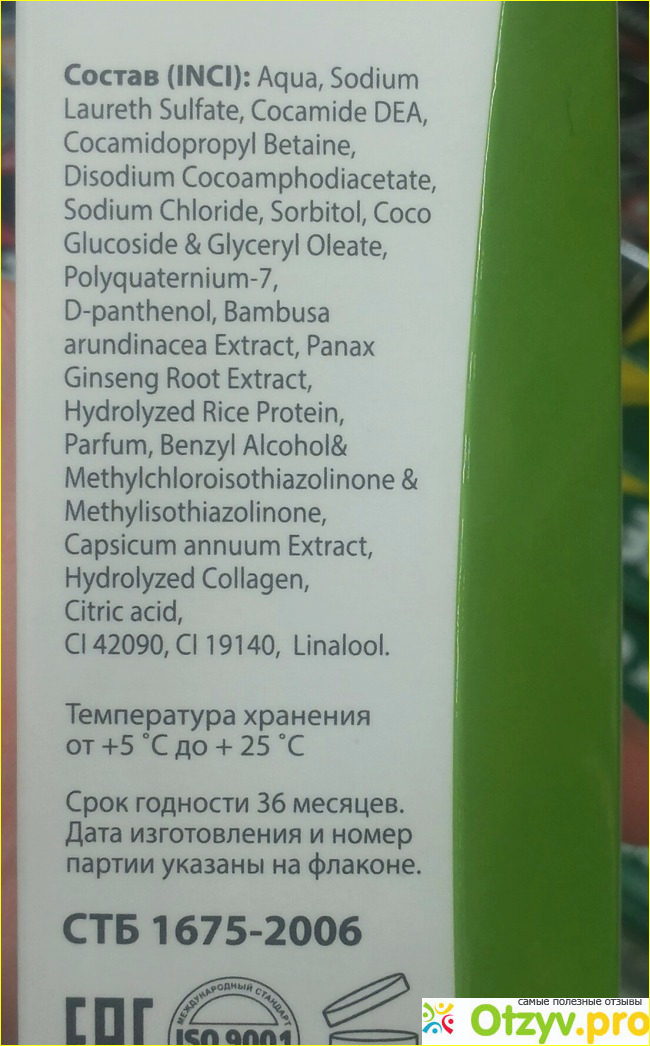 Состав (INCI): Aqua, Sodium
Laureth Sulfate, Cocamide DEA,
Cocamidopropyl Betaine,
Disodium Cocoamphodiacetate,
Sodium Chloride, Sorbitol, Coco
Glucoside & Glyceryl Oleate,
Polyquaternium-7,
D-panthenol, Bambusa
arundinacea Extract, Panax
Ginseng Root Extract,
Hydrolyzed Rice Protein,
Parfum, Benzyl Alcohol&
Methylchloroisothiazolinone &
Methylisothiazolinone,
Capsicum annuum Extract,
Hydrolyzed Collagen,
Citric acid,
CI 42090, CI 19140, Linalool.
Температура хранения
от +5 ˚C до + 25 ˚C
Срок годности 36 месяцев.
Дата изготовления и номер
партии указаны на флаконе.
СТБ 1675-2006
EAC
МЕЖДУНАРОДНЫЙ СТАНДАРТ
ISO 9001
самые полезные отзывы
Otzyv.pro